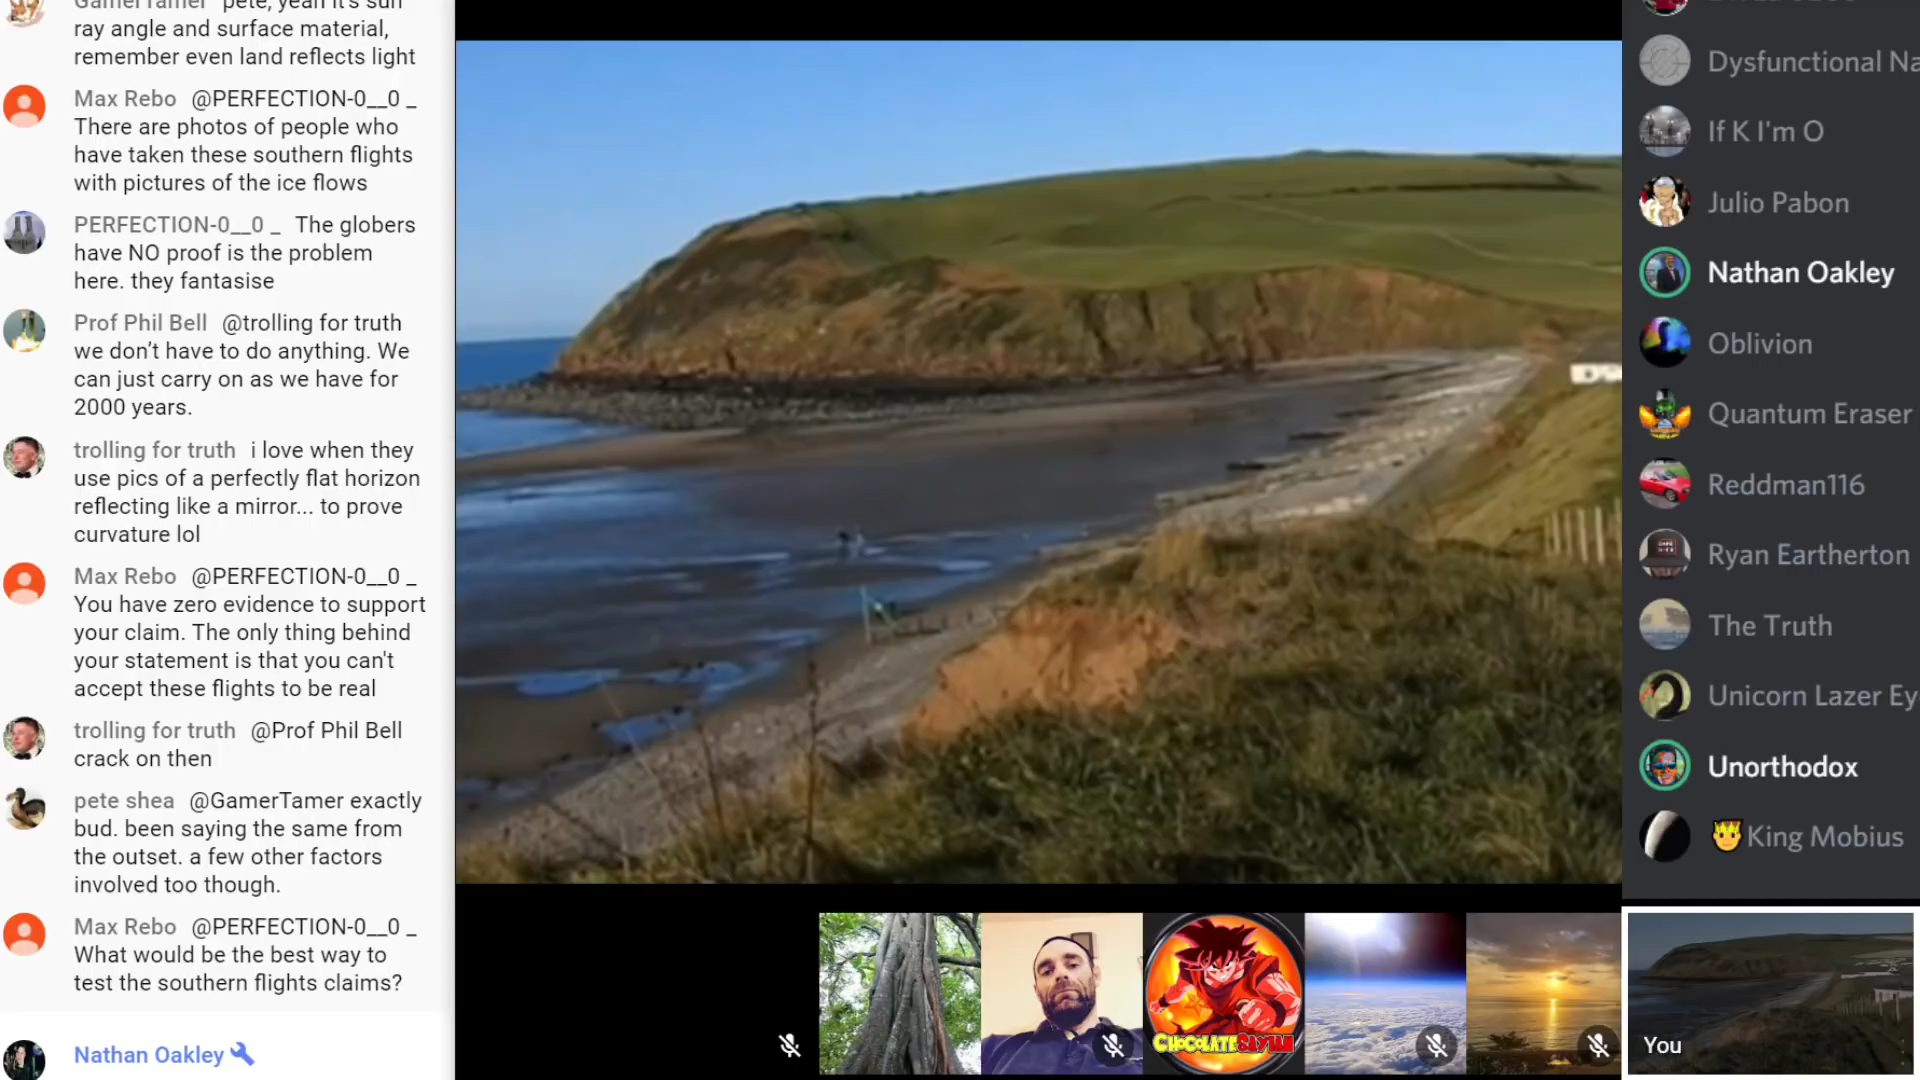 GamerTamer pete, yeah it's sun
ray angle and surface material,
remember even land reflects light
Max Rebo @PERFECTION-0__0 _
There are photos of people who
have taken these southern flights
with pictures of the ice flows
PERFECTION-0__0 _ The globers
have NO proof is the problem
here. they fantasise
Prof Phil Bell @trolling for truth
we don’t have to do anything. We
can just carry on as we have for
2000 years.
trolling for truth i love when they
use pics of a perfectly flat horizon
reflecting like a mirror... to prove
curvature lol
Max Rebo @PERFECTION-0__0 _
You have zero evidence to support
your claim. The only thing behind
your statement is that you can't
accept these flights to be real
trolling for truth @Prof Phil Bell
crack on then
pete shea @GamerTamer exactly
bud. been saying the same from
the outset. a few other factors
involved too though.
Max Rebo @PERFECTION-0__0 _
What would be the best way to
test the southern flights claims?
Nathan Oakley
CHOCOLATE SAYIAN
Dysfunctional Na
If K I'm O
Julio Pabon
Nathan Oakley
Oblivion
Quantum Eraser
Reddman116
Ryan Eartherton
The Truth
Unicorn Lazer Ey
Unorthodox
King Mobius
You